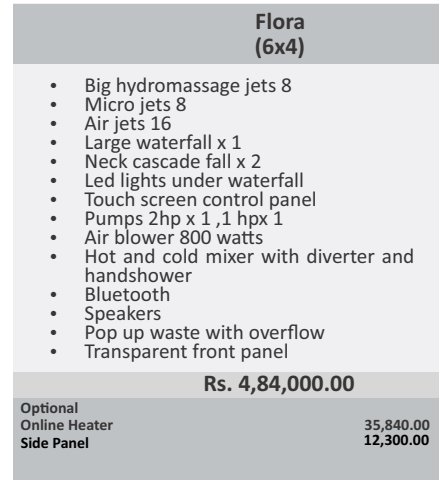 Flora
(6x4)
• Big hydromassage jets 8
• Micro jets 8
• Air jets 16
• Large waterfall x 1
• Neck cascade fall x 2
• Led lights under waterfall
• Touch screen control panel
• Pumps 2hp x 1 ,1 hpx 1
• Air blower 800 watts
• Hot and cold mixer with diverter and
handshower
• Bluetooth
• Speakers
• Pop up waste with overflow
• Transparent front panel
Rs. 4,84,000.00
Optional
Online Heater 35,840.00
Side Panel 12,300.00